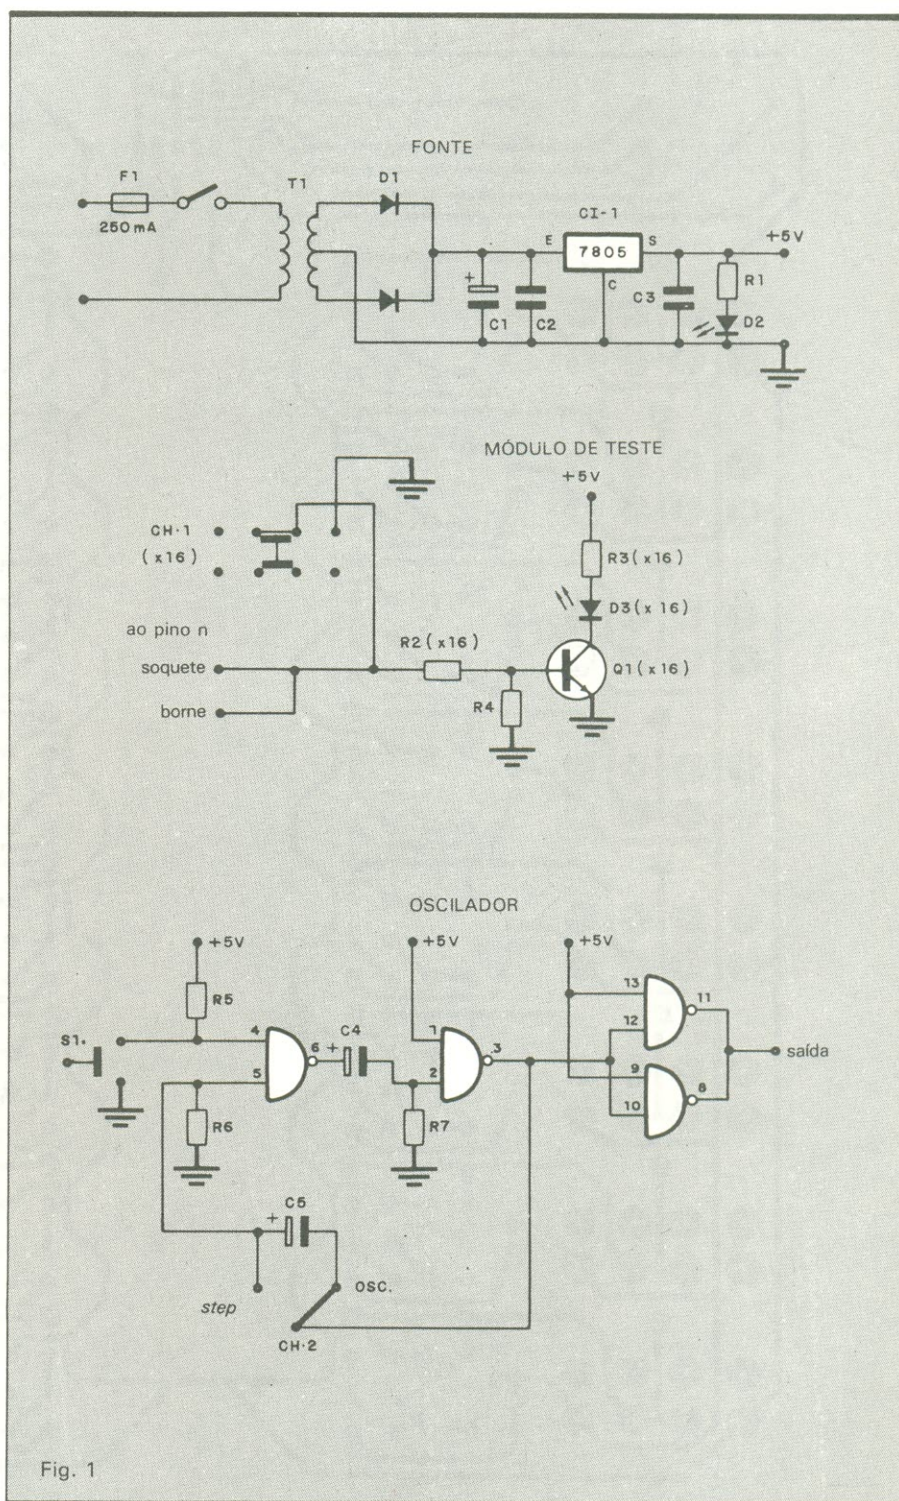 FONTE
F1
250mA
T1
D1
E
CI-1
7805
S
C
+5V
+
C1
C2
C3
R1
D2
MÓDULO DE TESTE
+5V
CH·1
(x16)
R3(x16)
D3(x16)
ao pino n
soquete
borne
R2(x16)
R4
Q1(x16)
OSCILADOR
+5V
+5V
+5V
R5
S1.
4
5
6
+
C4
1
2
3
13
12
11
9
10
8
saída
R6
R7
+
C5
step
OSC.
CH·2
Fig. 1